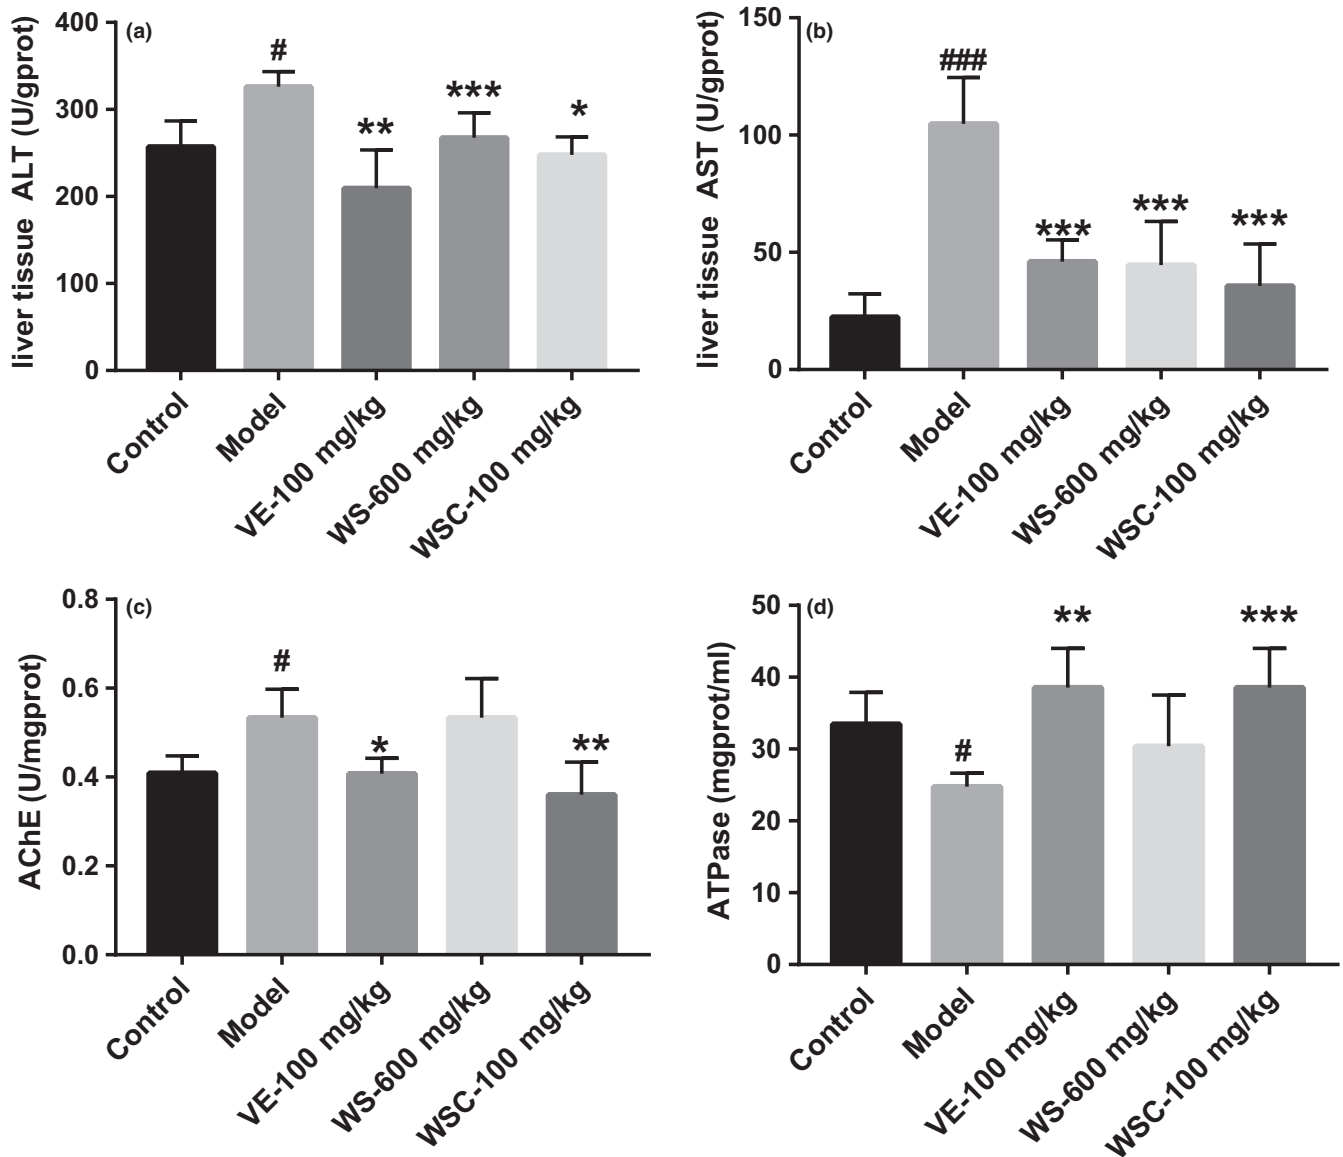 (a)
liver tissue ALT (U/gprot)
400
300
200
100
0
#
**
***
*
Control
Model
VE-100 mg/kg
WS-600 mg/kg
WSC-100 mg/kg
(b)
liver tissue AST (U/gprot)
150
100
50
0
###
***
***
***
Control
Model
VE-100 mg/kg
WS-600 mg/kg
WSC-100 mg/kg
(c)
AChE (U/mgprot)
0.8
0.6
0.4
0.2
0.0
#
*
**
Control
Model
VE-100 mg/kg
WS-600 mg/kg
WSC-100 mg/kg
(d)
ATPase (mgprot/ml)
50
40
30
20
10
0
#
**
***
Control
Model
VE-100 mg/kg
WS-600 mg/kg
WSC-100 mg/kg